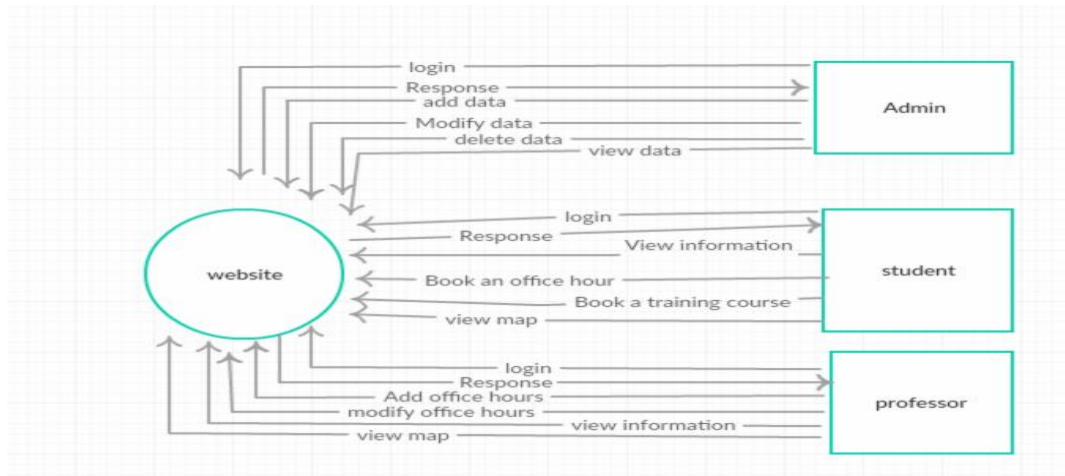 login
Response
add data
Modify data
delete data
view data
Admin
login
Response
View information
Book an office hour
Book a training course
view map
student
website
login
Response
Add office hours
modify office hours
view information
view map
professor